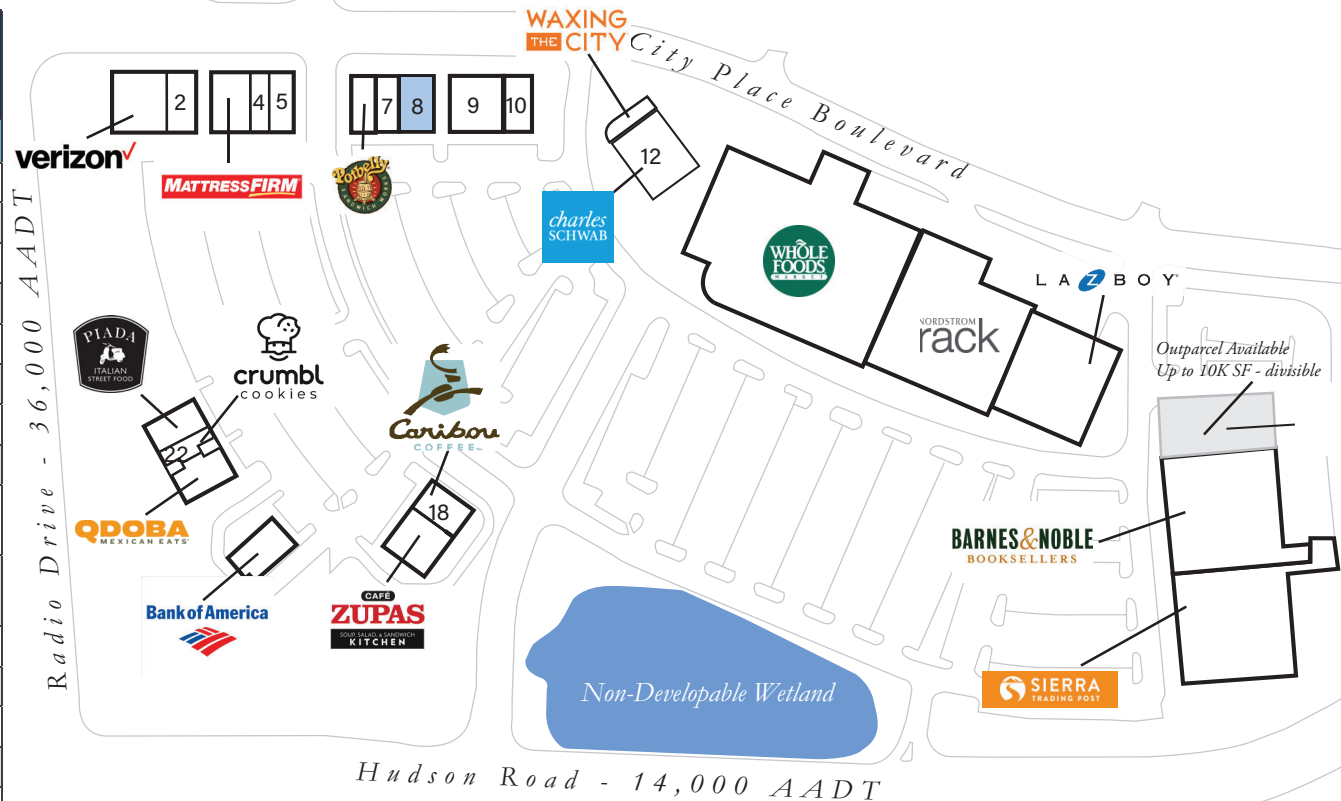 WAXING
THE CITY
City Place Boulevard
2
4
5
7
8
9
10
12
verizon
MATTRESSFIRM
Potbelly
SANDWICH WORKS
charles
SCHWAB
WHOLE
FOODS
MARKET
NORDSTROM
rack
LA Z BOY
Outparcel Available
Up to 10K SF - divisible
PIADA
ITALIAN
STREET FOOD
crumbl
cookies
Caribou
COFFEE
22
18
QDOBA
MEXICAN EATS
Bank of America
CAFÉ
ZUPAS
SOUP, SALAD, & SANDWICH
KITCHEN
BARNES&NOBLE
BOOKSELLERS
SIERRA
TRADING POST
Non-Developable Wetland
Radio Drive - 36,000 AADT
Hudson Road - 14,000 AADT